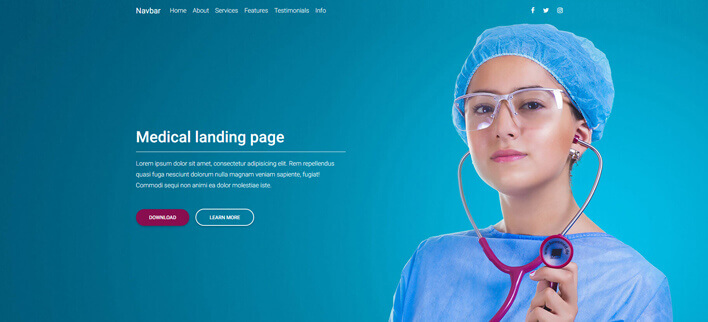 Navbar Home About Services Features Testimonials Info
Medical landing page
Lorem ipsum dolor sit amet, consectetur adipisicing elit. Rem repellendus
quasi fuga nesciunt dolorum nulla magnam veniam sapiente, fugiat!
Commodi sequi non animi ea dolor molestiae iste.
DOWNLOAD LEARN MORE